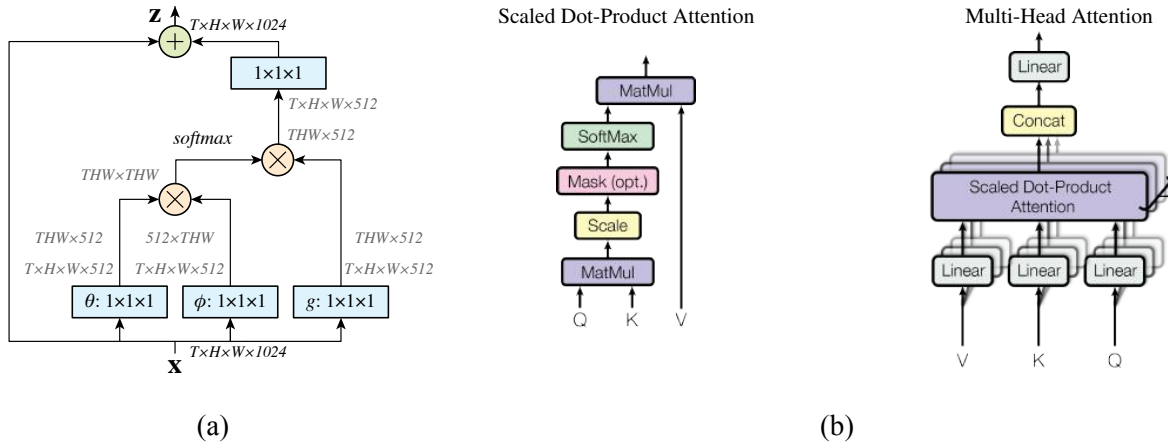 z
T×H×W×1024
1×1×1
T×H×W×512
THW×512
softmax
THW×THW
THW×512
512×THW
THW×512
T×H×W×512
T×H×W×512
T×H×W×512
θ: 1×1×1
ϕ: 1×1×1
g: 1×1×1
T×H×W×1024
x
(a)
Scaled Dot-Product Attention
MatMul
SoftMax
Mask (opt.)
Scale
MatMul
Q K V
Multi-Head Attention
Linear
Concat
Scaled Dot-Product
Attention
Linear Linear Linear
V K Q
(b)